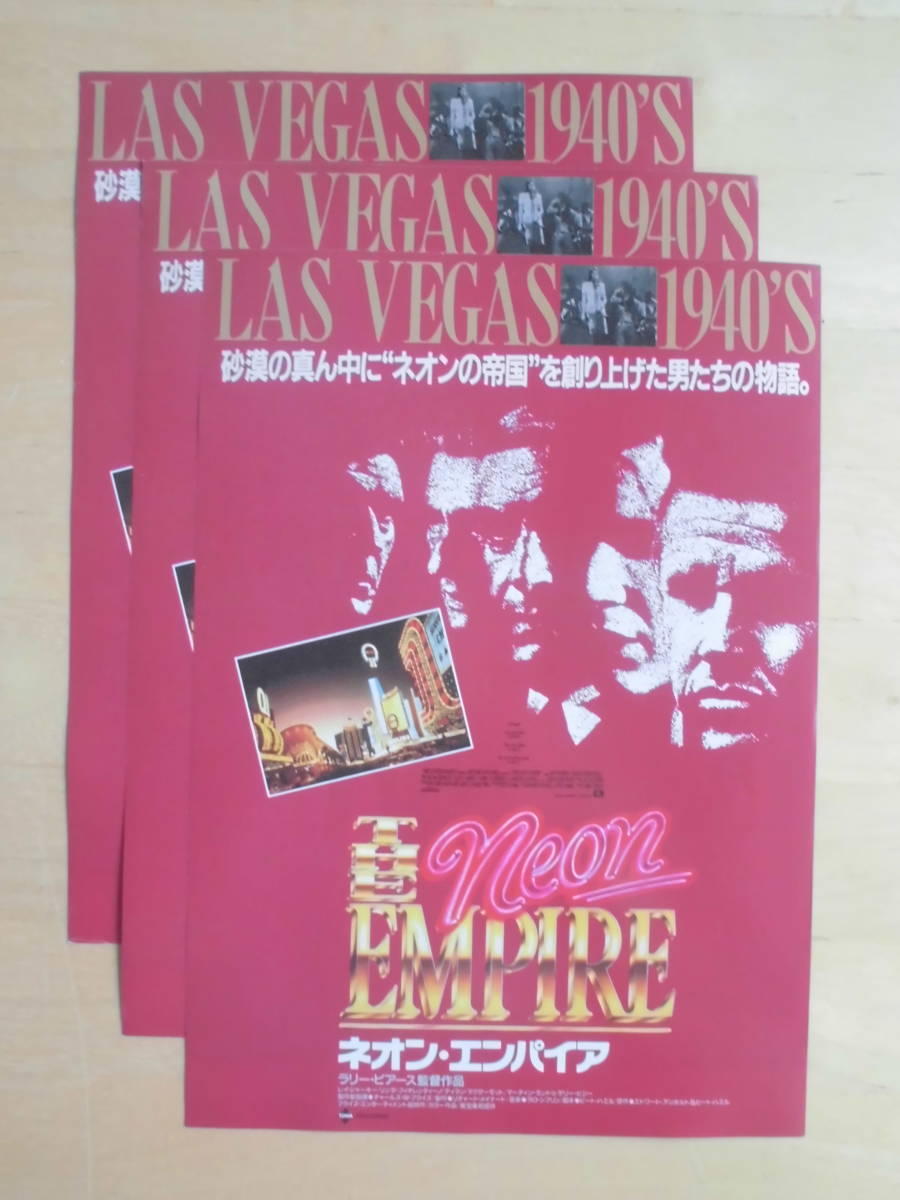 LAS VEGAS 1940'S
砂漠
LAS VEGAS 1940'S
砂漠
LAS VEGAS 1940'S
砂漠の真ん中に“ネオンの帝国”を創り上げた男たちの物語。
THE Neon
EMPIRE
ネオン・エンパイア
ラリー・ピアース監督作品